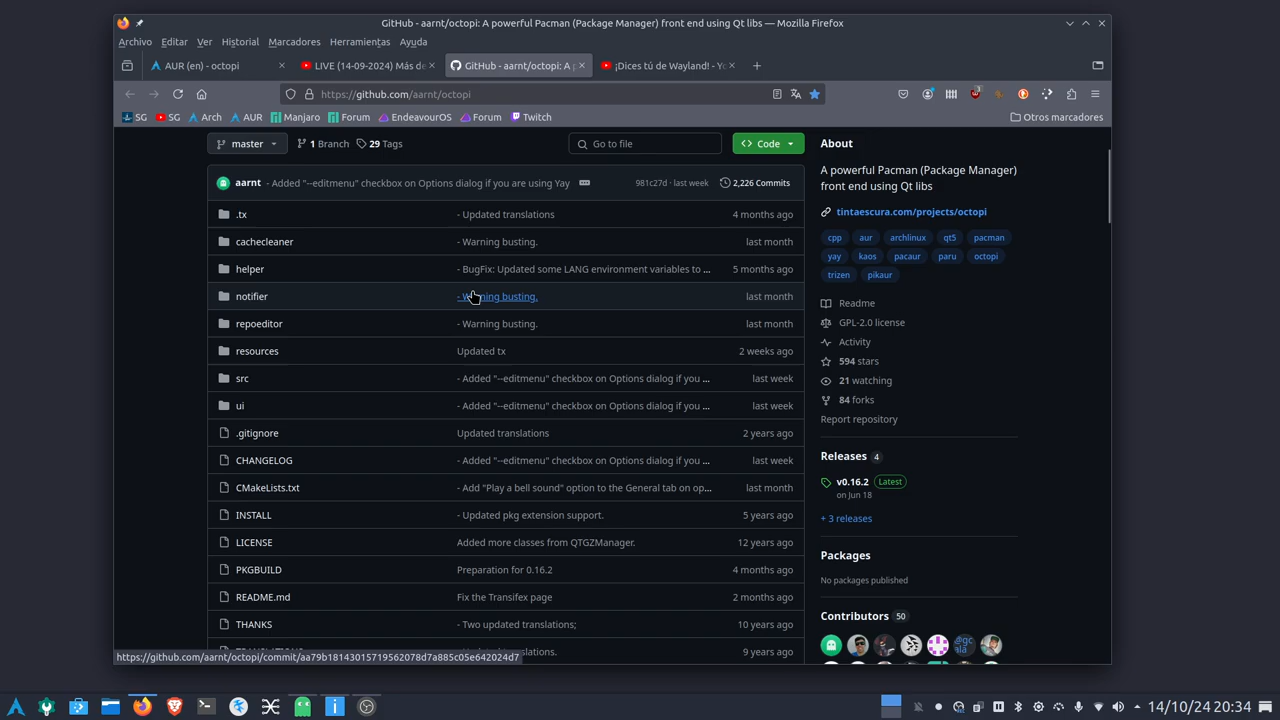 GitHub - aarnt/octopi: A powerful Pacman (Package Manager) front end using Qt libs — Mozilla Firefox
Archivo Editar Ver Historial Marcadores Herramientas Ayuda
AUR (en) - octopi
LIVE (14-09-2024) Más de
GitHub - aarnt/octopi: A p
¡Dices tú de Wayland! - Yo
https://github.com/aarnt/octopi
SG SG Arch AUR Manjaro Forum EndeavourOS Forum Twitch Otros marcadores
master 1 Branch 29 Tags Go to file Code
aarnt - Added "--editmenu" checkbox on Options dialog if you are using Yay 981c27d · last week 2,226 Commits
.tx - Updated translations 4 months ago
cachecleaner - Warning busting. last month
helper - BugFix: Updated some LANG environment variables to ... 5 months ago
notifier - Warning busting. last month
repoeditor - Warning busting. last month
resources Updated tx 2 weeks ago
src - Added "--editmenu" checkbox on Options dialog if you ... last week
ui - Added "--editmenu" checkbox on Options dialog if you ... last week
.gitignore Updated translations 2 years ago
CHANGELOG - Added "--editmenu" checkbox on Options dialog if you ... last week
CMakeLists.txt - Add "Play a bell sound" option to the General tab on op... last month
INSTALL - Updated pkg extension support. 5 years ago
LICENSE Added more classes from QTGZManager. 12 years ago
PKGBUILD Preparation for 0.16.2 4 months ago
README.md Fix the Transifex page 2 months ago
THANKS - Two updated translations; 10 years ago
9 years ago
About
A powerful Pacman (Package Manager)
front end using Qt libs
tintaescura.com/projects/octopi
cpp aur archlinux qt5 pacman
yay kaos pacaur paru octopi
trizen pikaur
Readme
GPL-2.0 license
Activity
594 stars
21 watching
84 forks
Report repository
Releases 4
v0.16.2 Latest
on Jun 18
+ 3 releases
Packages
No packages published
Contributors 50
https://github.com/aarnt/octopi/commit/aa79b18143015719562078d7a885c05e642024d7
14/10/24 20:34